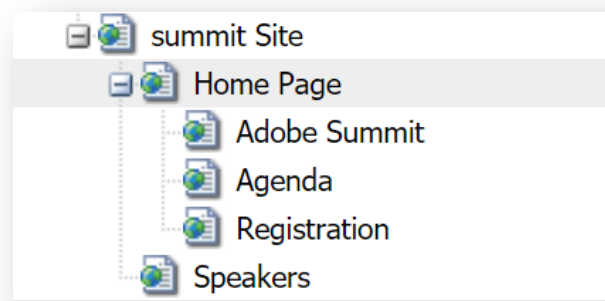 summit Site
Home Page
Adobe Summit
Agenda
Registration
Speakers